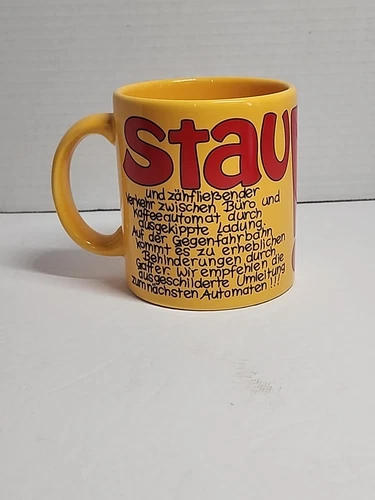 stau
und zähfließender
Verkehr zwischen Büro und
Kaffeeautomat durch
ausgekippte Ladung.
Auf der Gegenfahrbahn
kommt es zu erheblichen
Behinderungen durch
Gaffer. Wir empfehlen die
ausgeschilderte Umleitung
zum nächsten Automaten!!!